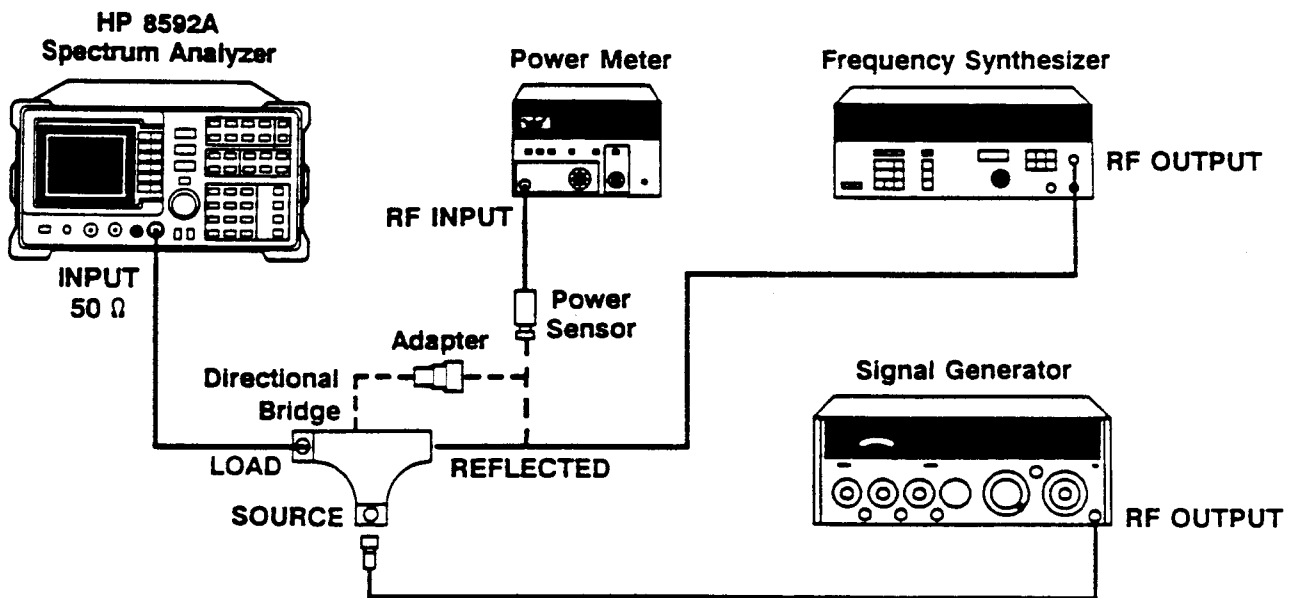 HP 8592A
Spectrum Analyzer
Power Meter
Frequency Synthesizer
RF OUTPUT
RF INPUT
INPUT
50 Ω
Power
Sensor
Adapter
Directional
Bridge
Signal Generator
LOAD
REFLECTED
SOURCE
RF OUTPUT